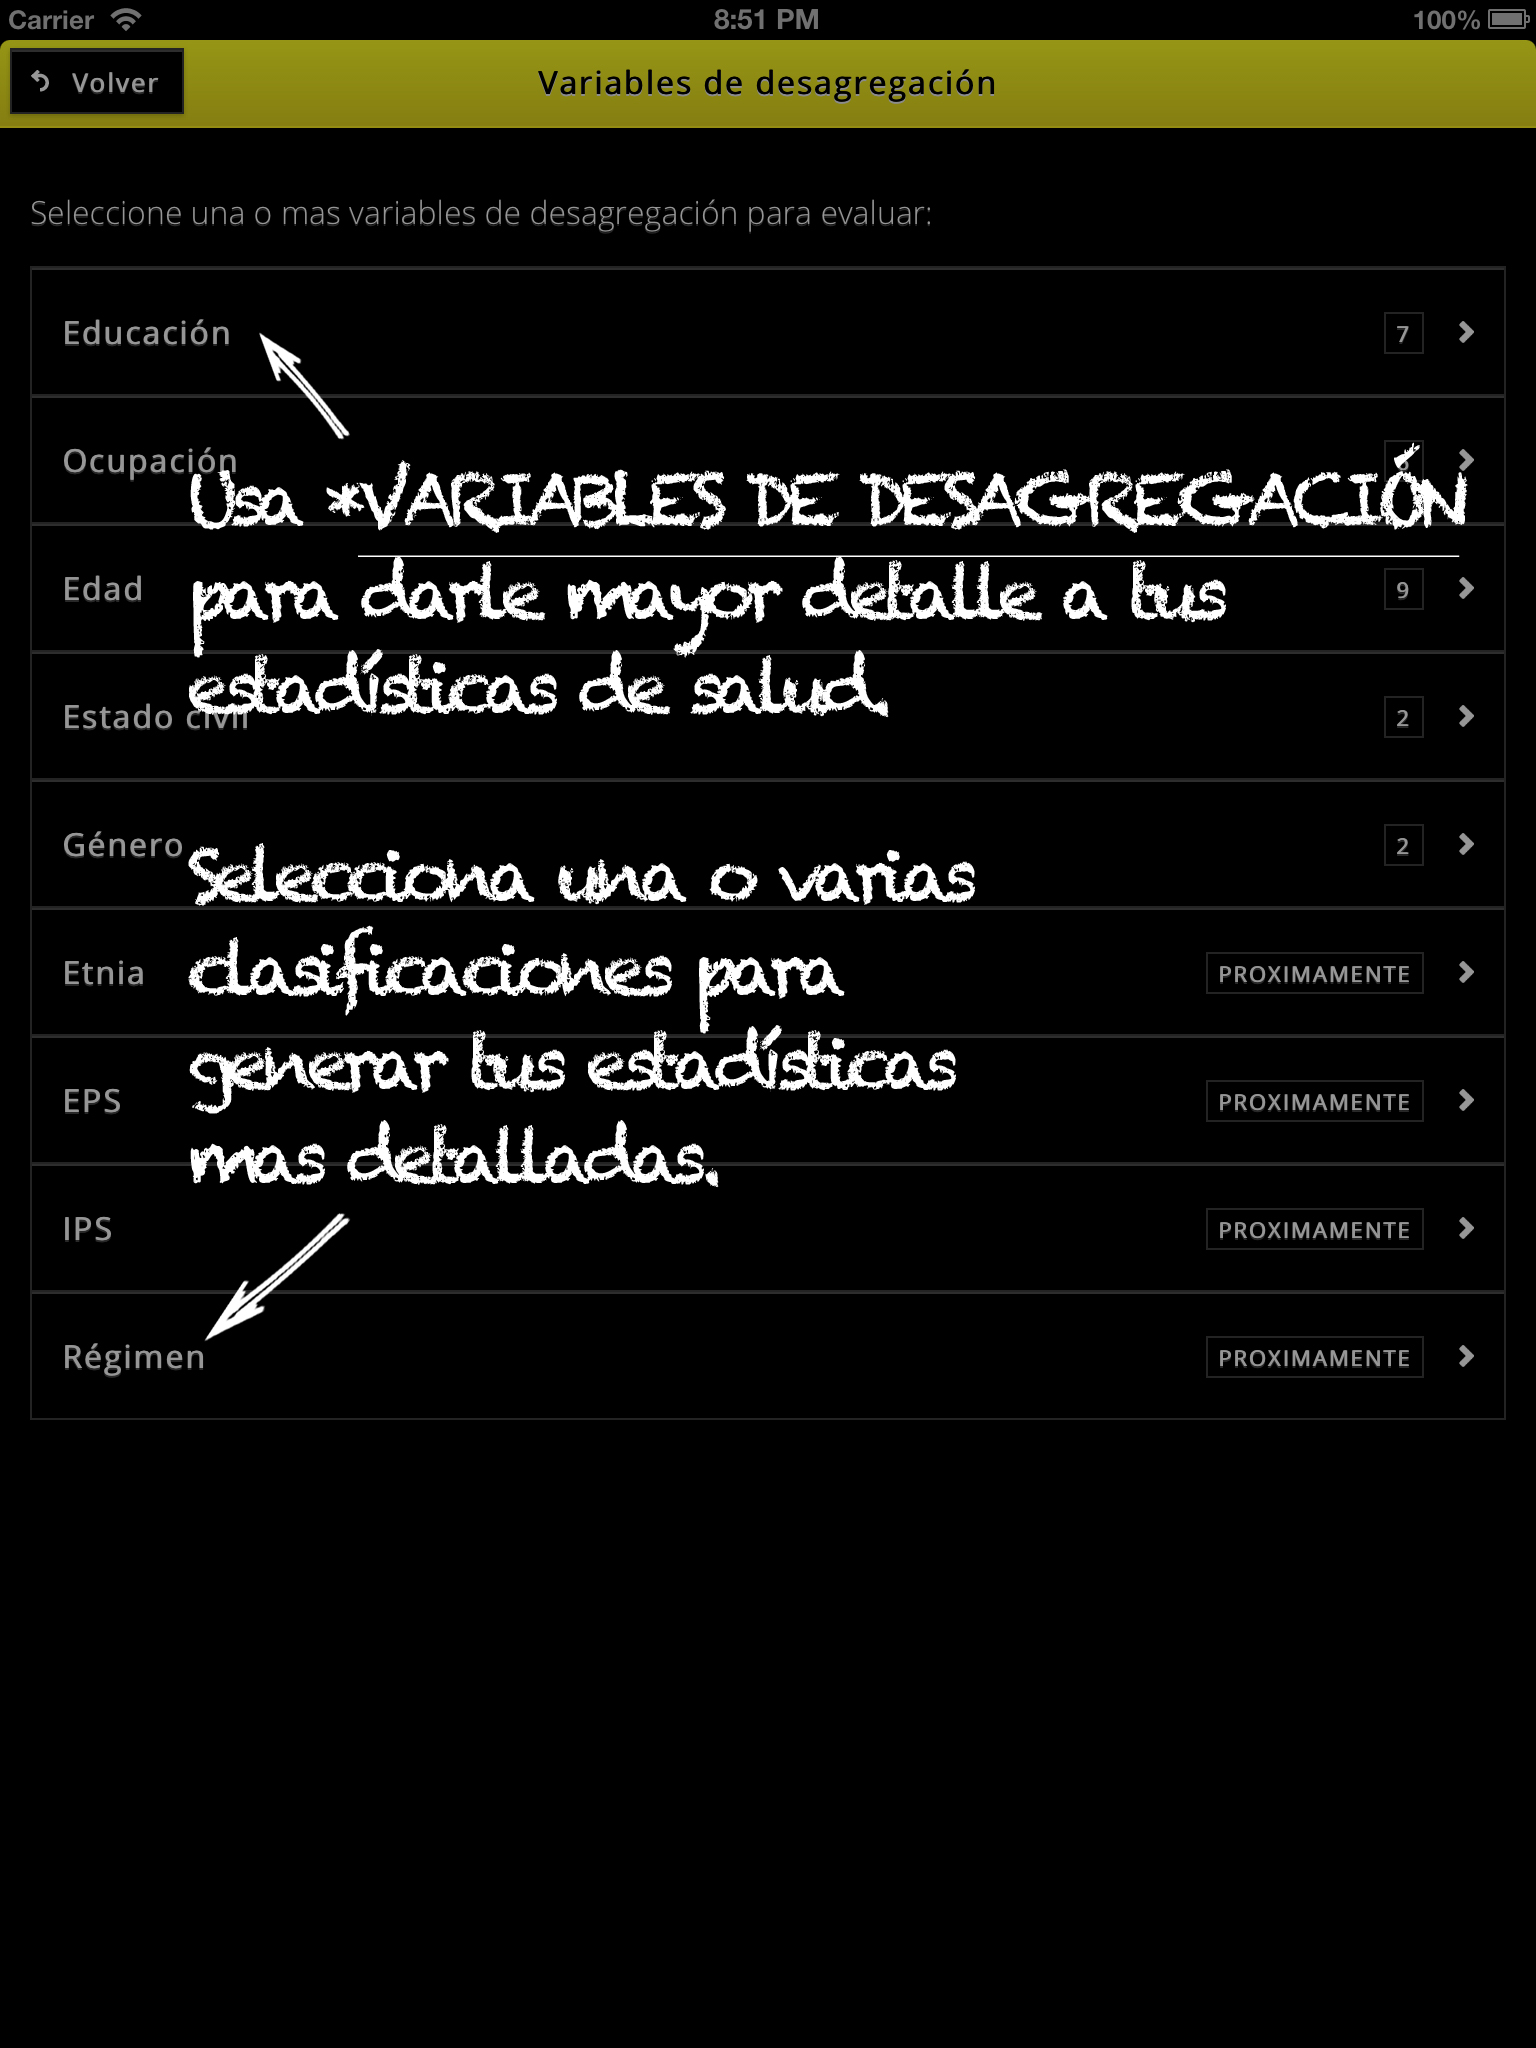 Carrier 8:51 PM 100%
Volver Variables de desagregación
Seleccione una o mas variables de desagregación para evaluar:
Educación 7
Ocupación
Usa *VARIABLES DE DESAGREGACIÓN
Edad 9
para darle mayor detalle a tus
estadísticas de salud.
Estado civil 2
Género 2
Selecciona una o varias
Etnia PROXIMAMENTE
clasificaciones para
generar tus estadísticas
EPS PROXIMAMENTE
mas detalladas.
IPS PROXIMAMENTE
Régimen PROXIMAMENTE